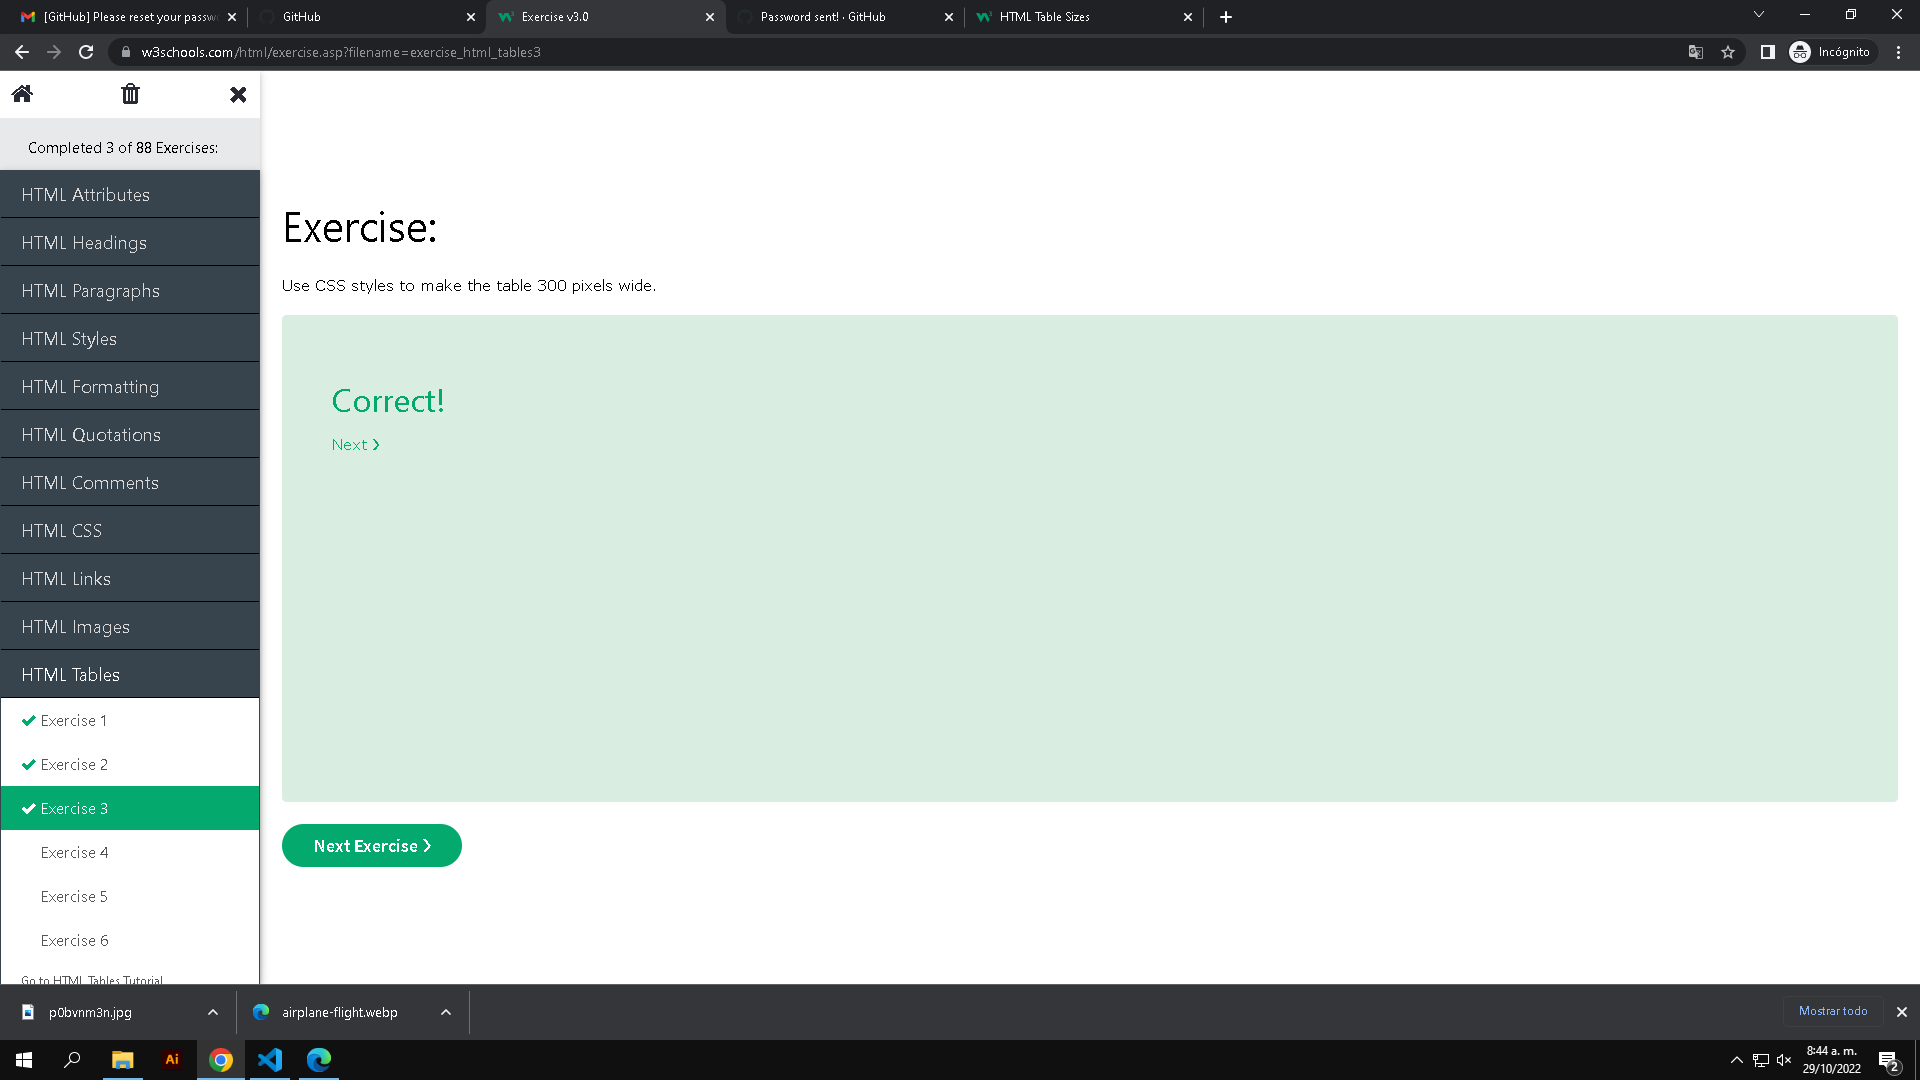 [GitHub] Please reset your passw
GitHub
Exercise v3.0
Password sent! · GitHub
HTML Table Sizes
w3schools.com/html/exercise.asp?filename=exercise_html_tables3
Incógnito
Completed 3 of 88 Exercises:
HTML Attributes
HTML Headings
HTML Paragraphs
HTML Styles
HTML Formatting
HTML Quotations
HTML Comments
HTML CSS
HTML Links
HTML Images
HTML Tables
Exercise 1
Exercise 2
Exercise 3
Exercise 4
Exercise 5
Exercise 6
Go to HTML Tables Tutorial
Exercise:
Use CSS styles to make the table 300 pixels wide.
Correct!
Next ❯
Next Exercise ❯
p0bvnm3n.jpg
airplane-flight.webp
Mostrar todo
Ai
8:44 a. m.
29/10/2022
2